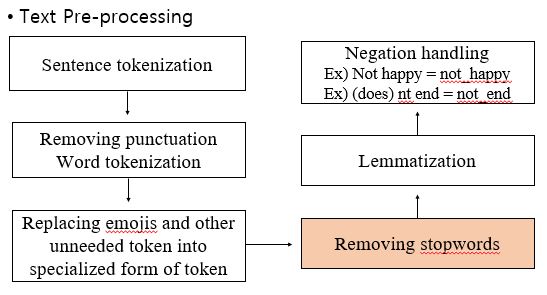 • Text Pre-processing
Sentence tokenization
Removing punctuation
Word tokenization
Replacing emojis and other
unneeded token into
specialized form of token
Removing stopwords
Lemmatization
Negation handling
Ex) Not happy = not_happy
Ex) (does) nt end = not_end